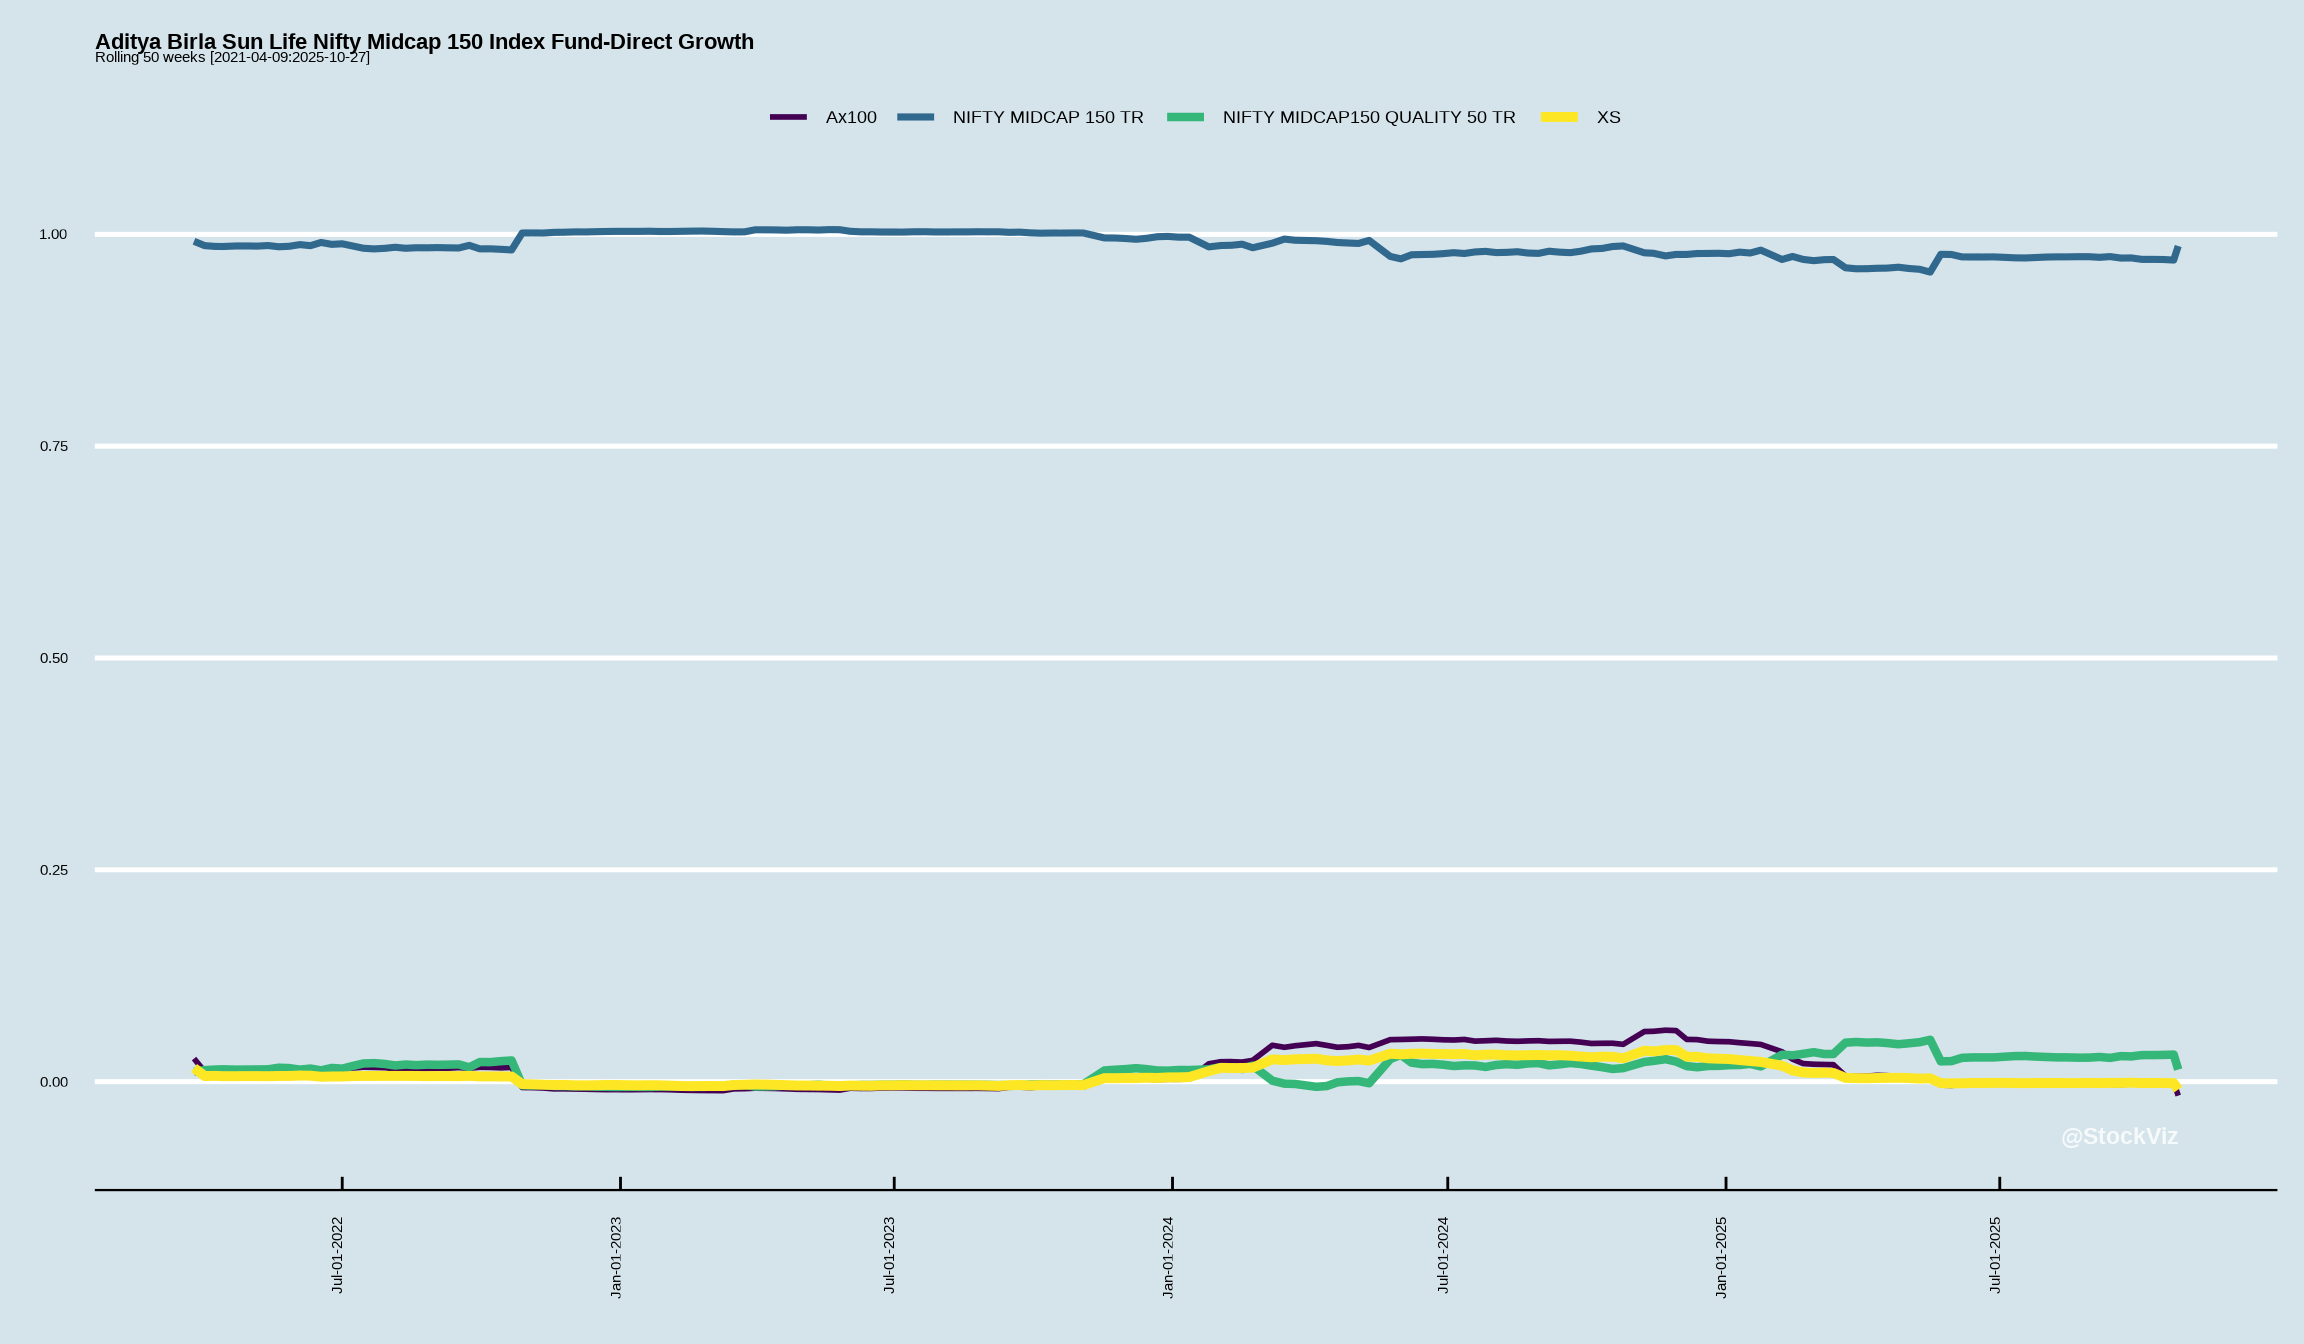 Aditya Birla Sun Life Nifty Midcap 150 Index Fund-Direct Growth
Rolling 50 weeks [2021-04-09:2025-10-27]
Ax100 NIFTY MIDCAP 150 TR NIFTY MIDCAP150 QUALITY 50 TR XS
1.00
0.75
0.50
0.25
0.00
@StockViz
Jul-01-2022
Jan-01-2023
Jul-01-2023
Jan-01-2024
Jul-01-2024
Jan-01-2025
Jul-01-2025